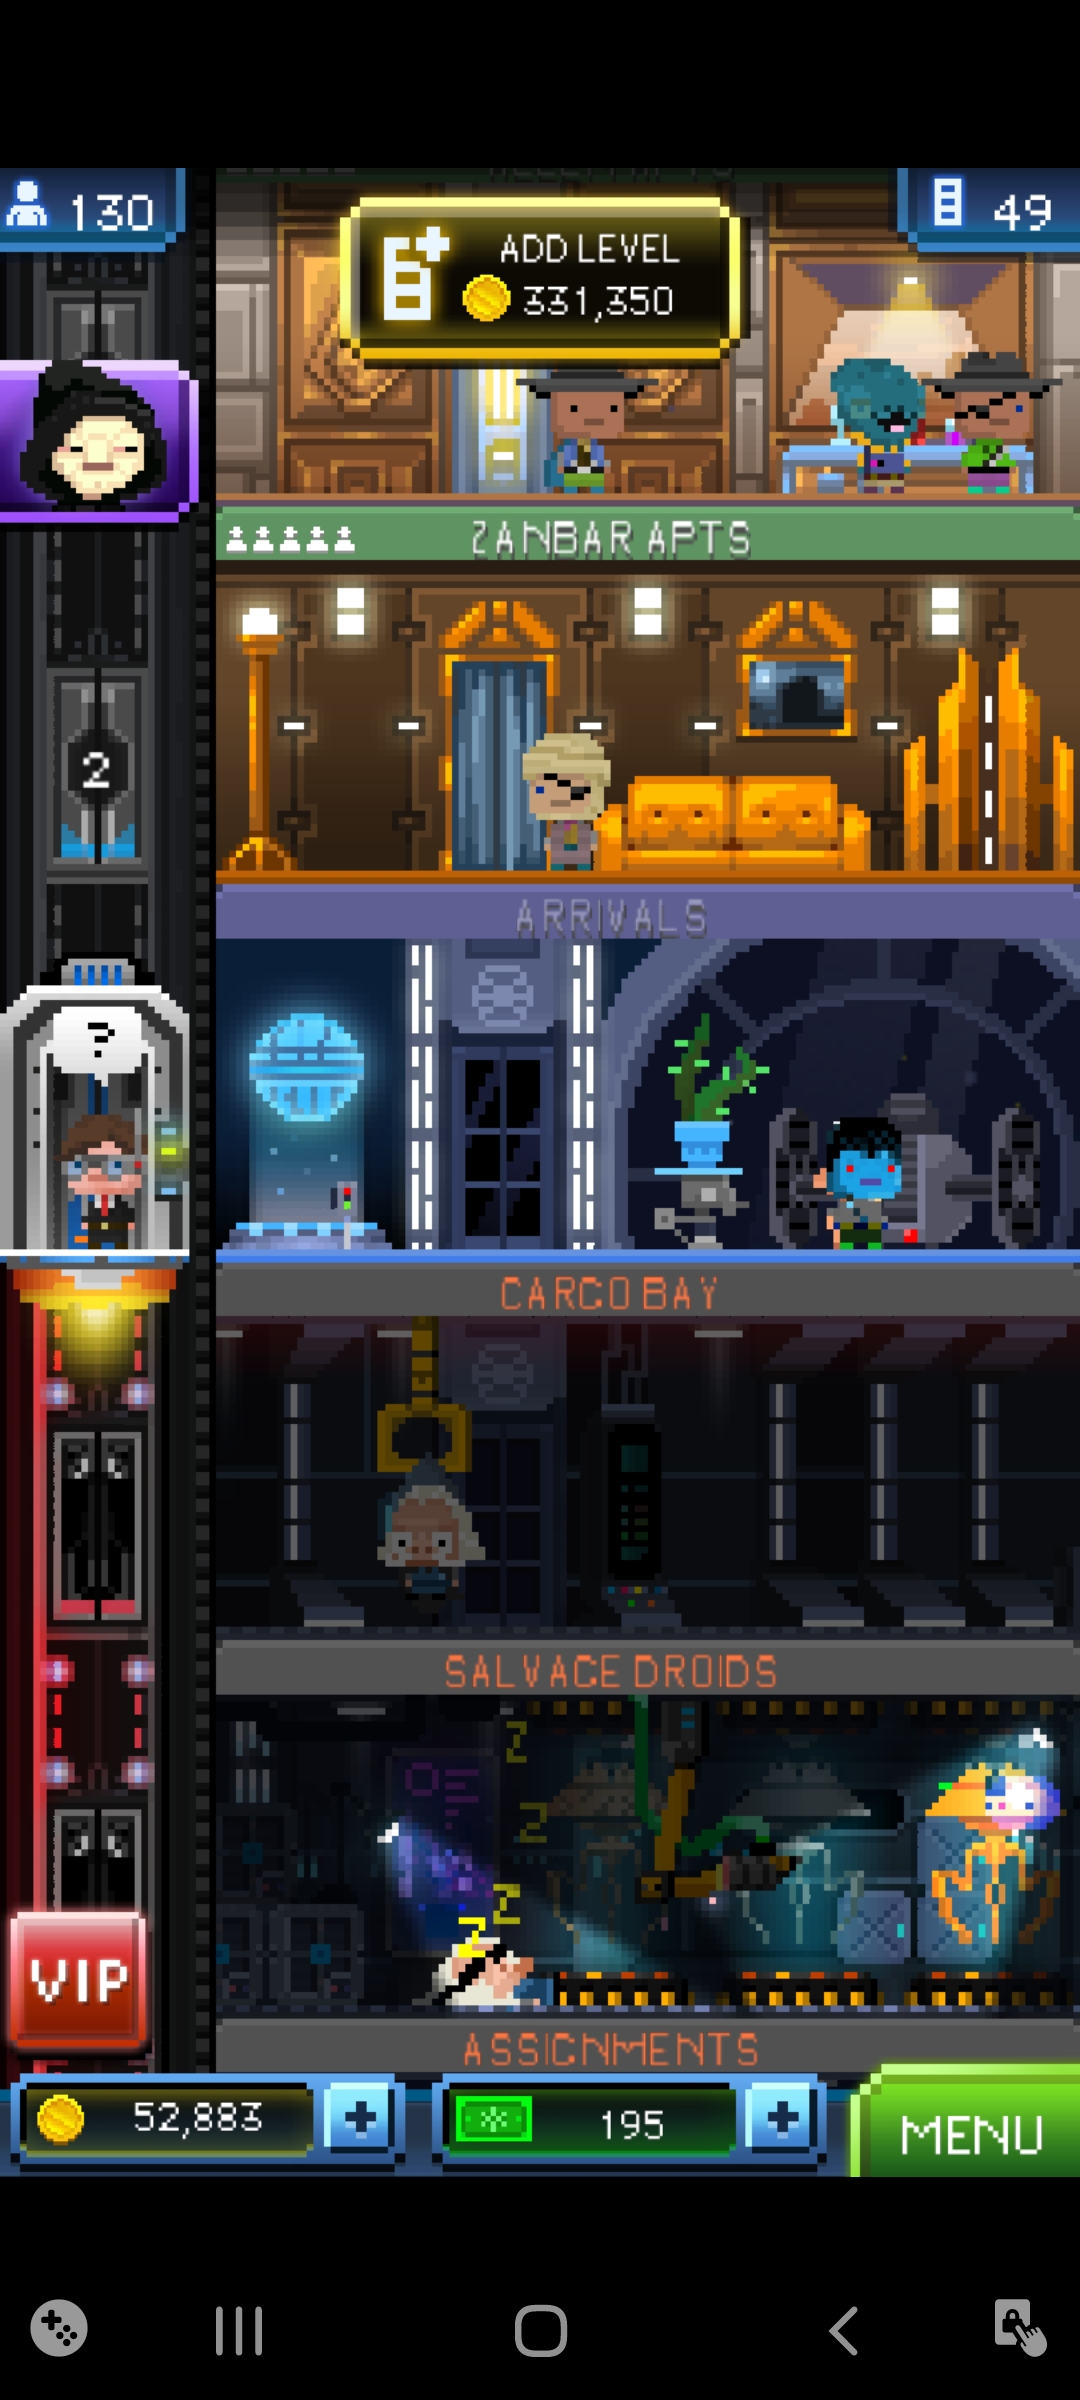 130
49
ADD LEVEL
331,350
ZANBAR APTS
2
ARRIVALS
?
CARGO BAY
SALVAGE DROIDS
Z
Z
Z
Z
VIP
ASSIGNMENTS
52,883
195
MENU